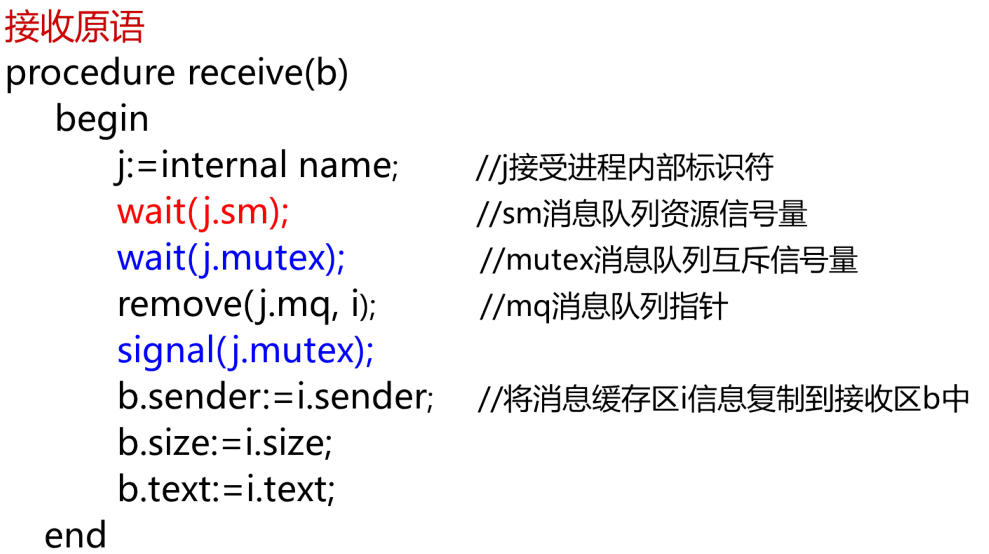 接收原语
procedure receive(b)
begin
j:=internal name; //j接受进程内部标识符
wait(j.sm); //sm消息队列资源信号量
wait(j.mutex); //mutex消息队列互斥信号量
remove(j.mq, i); //mq消息队列指针
signal(j.mutex);
b.sender:=i.sender; //将消息缓存区i信息复制到接收区b中
b.size:=i.size;
b.text:=i.text;
end